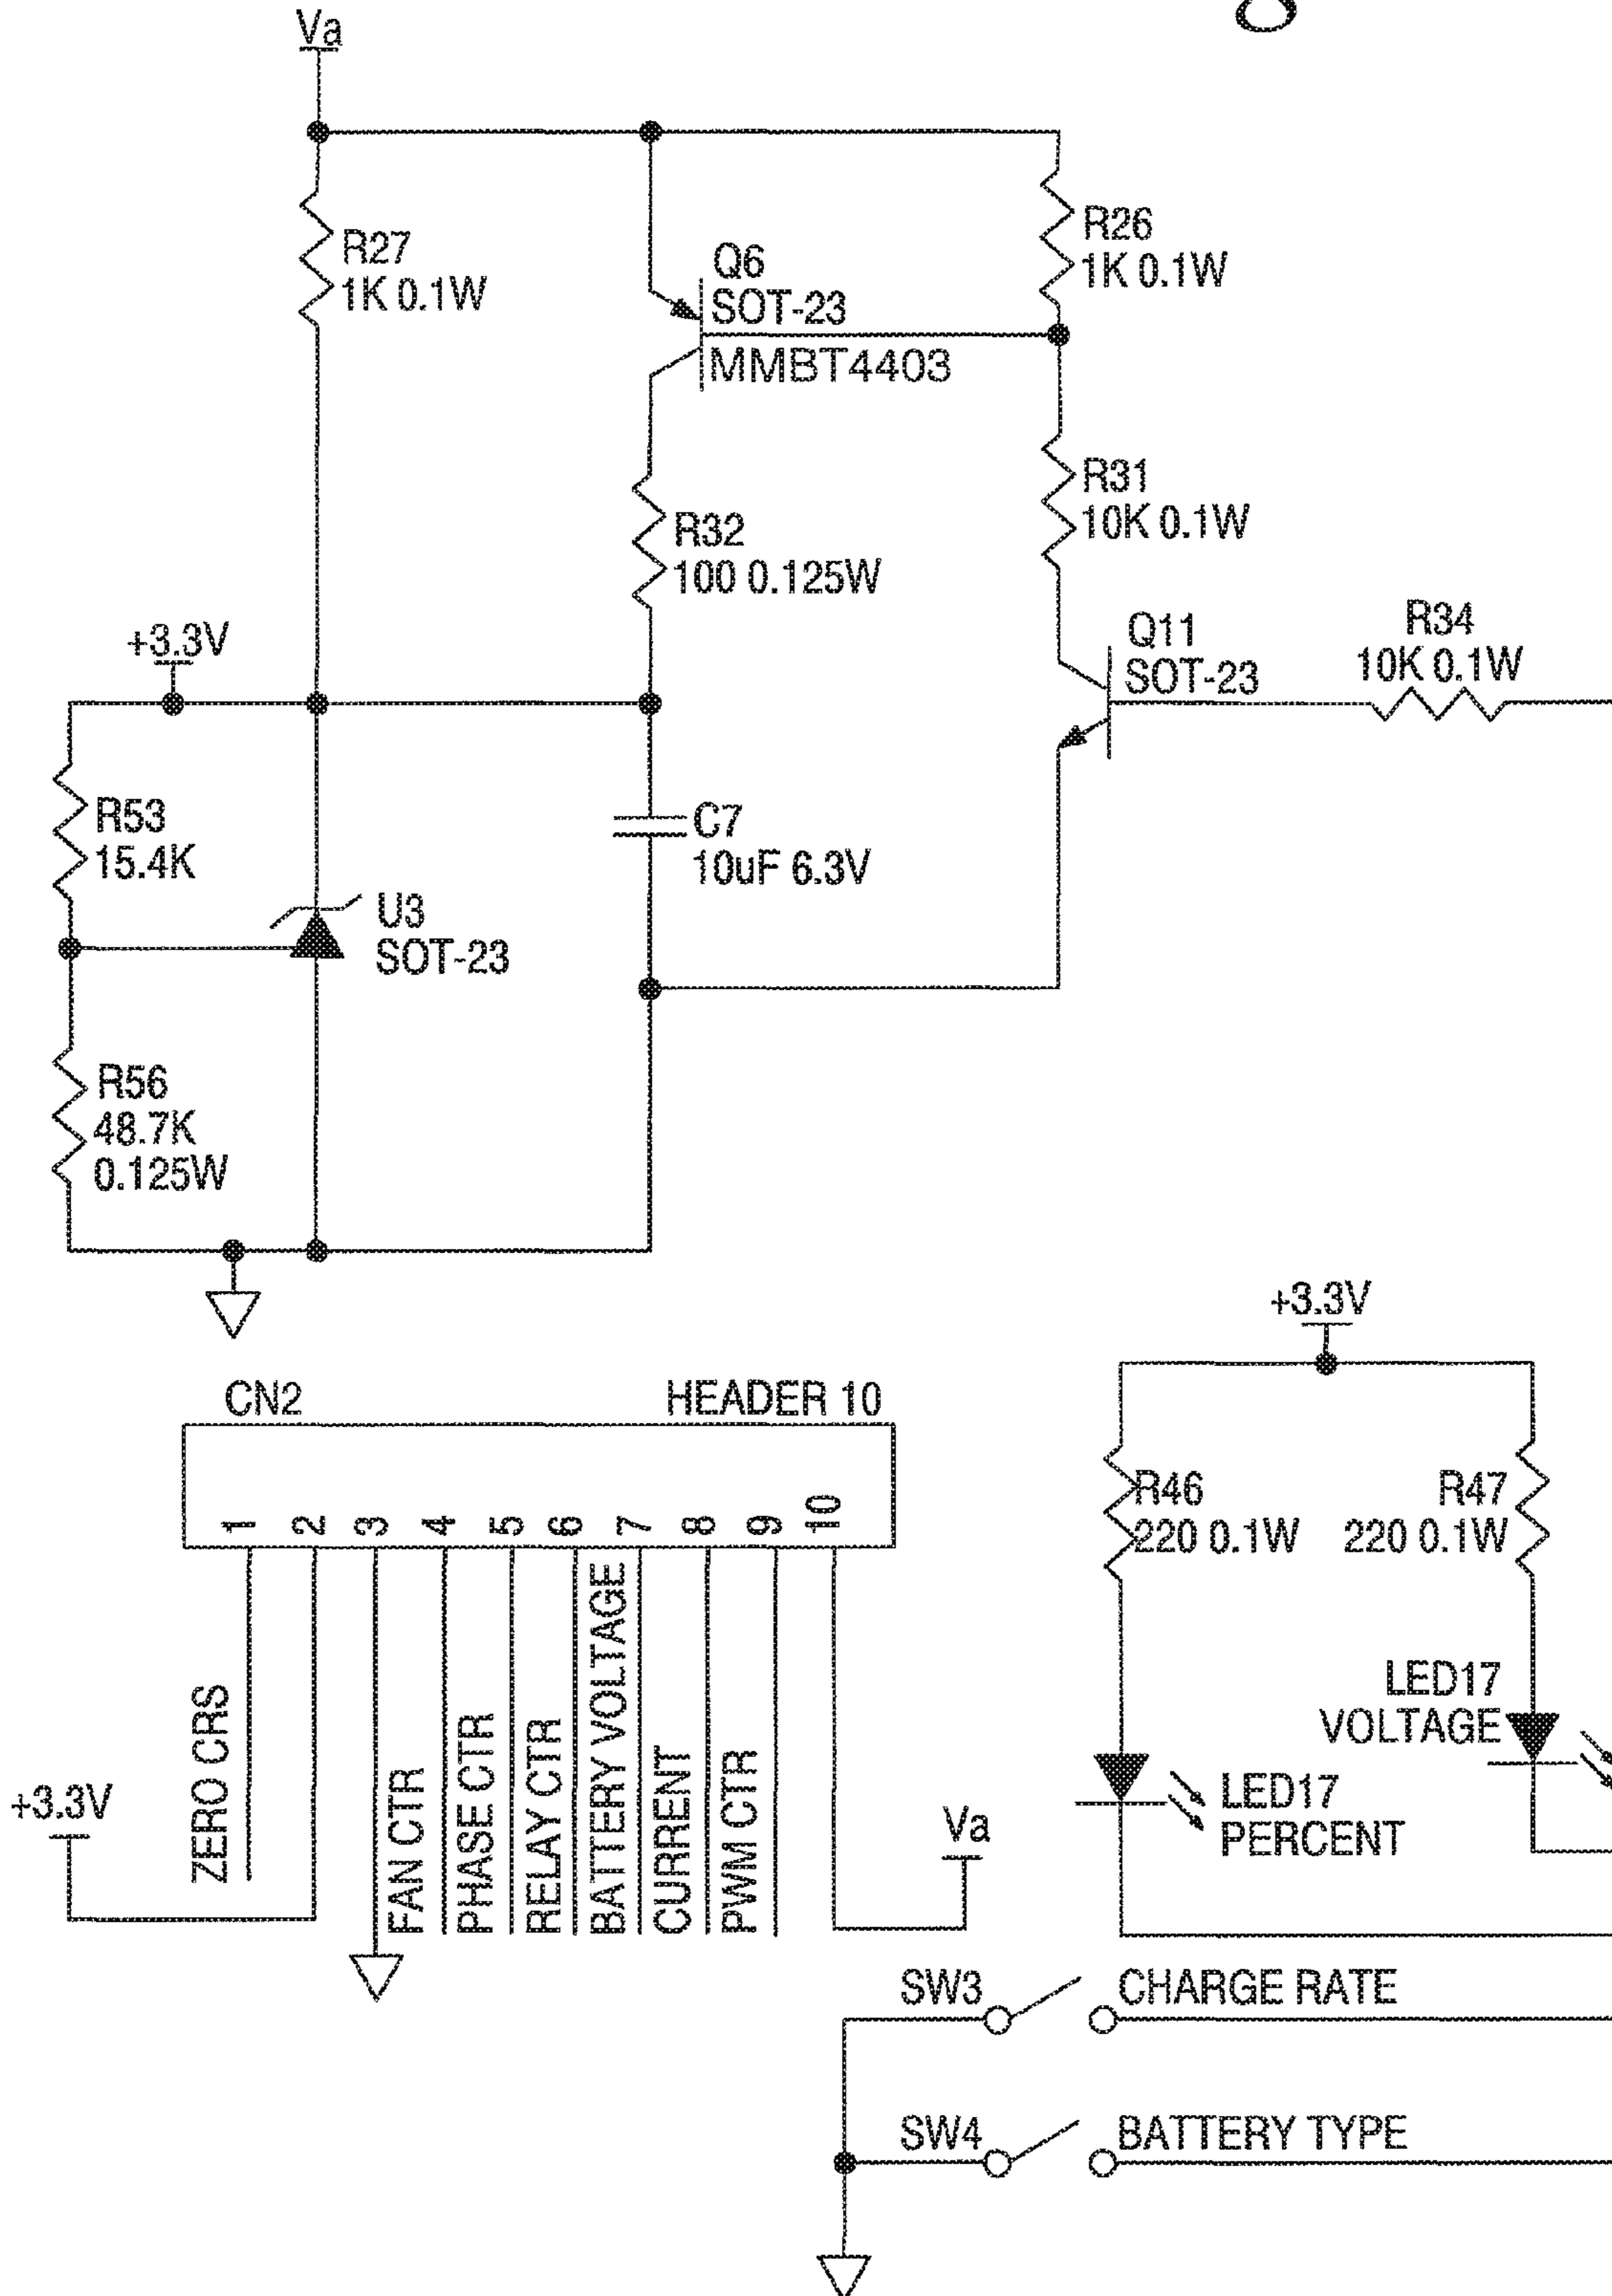 Va
R27
1K 0.1W
Q6
SOT-23
MMBT4403
R26
1K 0.1W
R32
100 0.125W
R31
10K 0.1W
+3.3V
Q11
SOT-23
R34
10K 0.1W
R53
15.4K
C7
10uF 6.3V
U3
SOT-23
R56
48.7K
0.125W
CN2
HEADER 10
1
2
3
4
5
6
7
8
9
10
ZERO CRS
FAN CTR
PHASE CTR
RELAY CTR
BATTERY VOLTAGE
CURRENT
PWM CTR
+3.3V
Va
+3.3V
R46
220 0.1W
R47
220 0.1W
LED17
VOLTAGE
LED17
PERCENT
SW3
CHARGE RATE
SW4
BATTERY TYPE